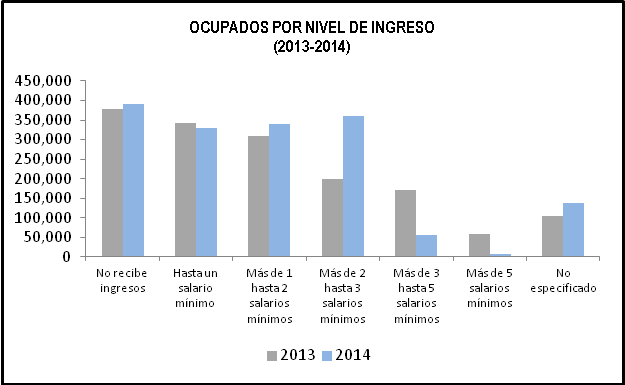 OCUPADOS POR NIVEL DE INGRESO
(2013-2014)
450,000
400,000
350,000
300,000
250,000
200,000
150,000
100,000
50,000
0
No recibe
ingresos
Hasta un
salario
mínimo
Más de 1
hasta 2
salarios
mínimos
Más de 2
hasta 3
salarios
mínimos
Más de 3
hasta 5
salarios
mínimos
Más de 5
salarios
mínimos
No
especificado
2013 2014